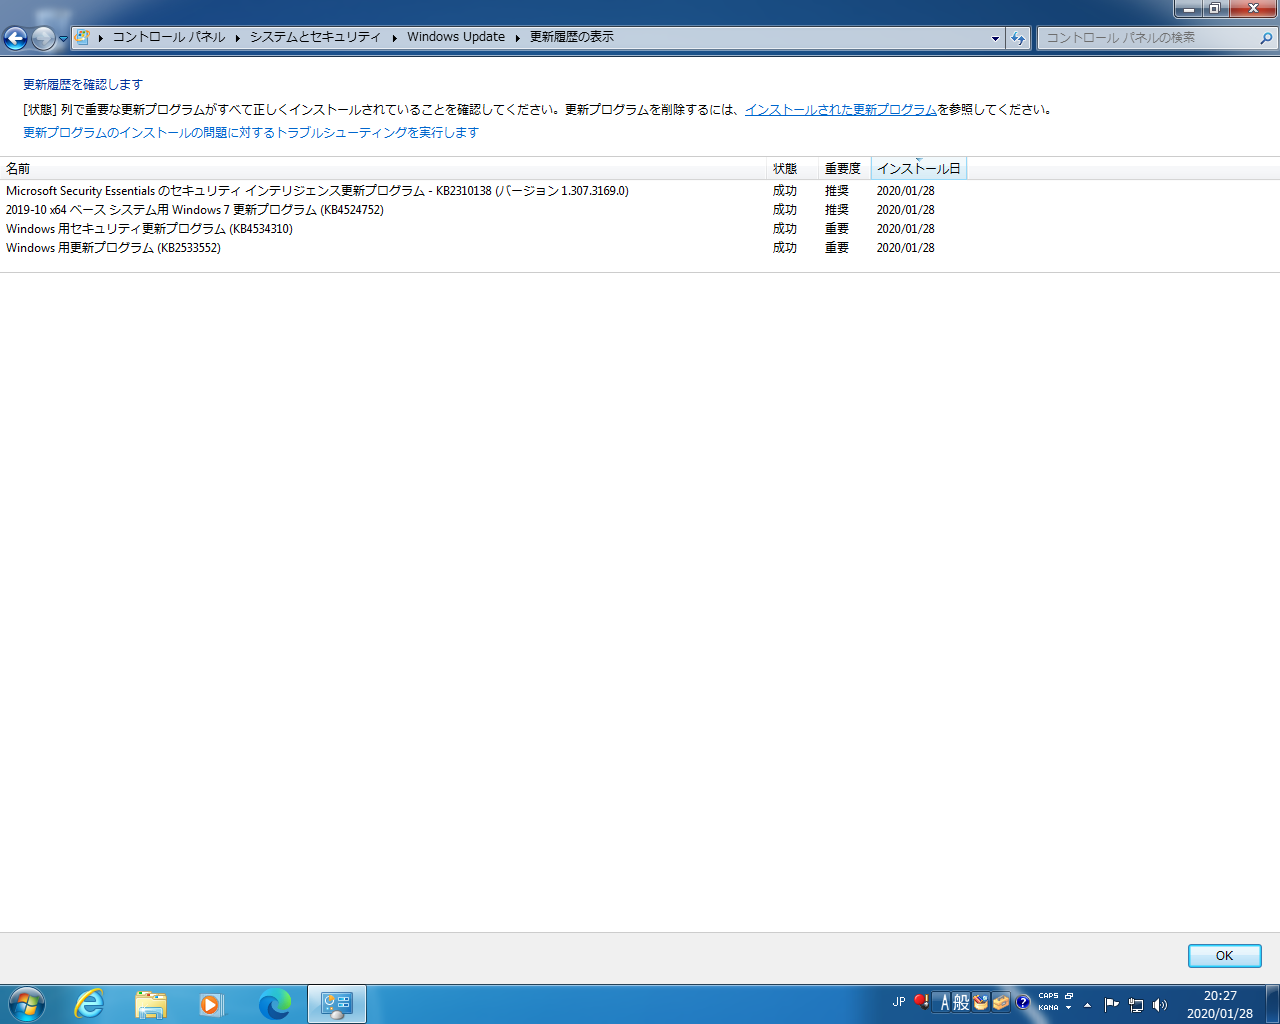 コントロール パネル ▸ システムとセキュリティ ▸ Windows Update ▸ 更新履歴の表示
コントロール パネルの検索
更新履歴を確認します
[状態] 列で重要な更新プログラムがすべて正しくインストールされていることを確認してください。更新プログラムを削除するには、インストールされた更新プログラムを参照してください。
更新プログラムのインストールの問題に対するトラブルシューティングを実行します
名前 状態 重要度 インストール日
Microsoft Security Essentials のセキュリティ インテリジェンス更新プログラム - KB2310138 (バージョン 1.307.3169.0) 成功 推奨 2020/01/28
2019-10 x64 ベース システム用 Windows 7 更新プログラム (KB4524752) 成功 推奨 2020/01/28
Windows 用セキュリティ更新プログラム (KB4534310) 成功 重要 2020/01/28
Windows 用更新プログラム (KB2533552) 成功 重要 2020/01/28
OK
JP A 般 CAPS KANA
20:27
2020/01/28